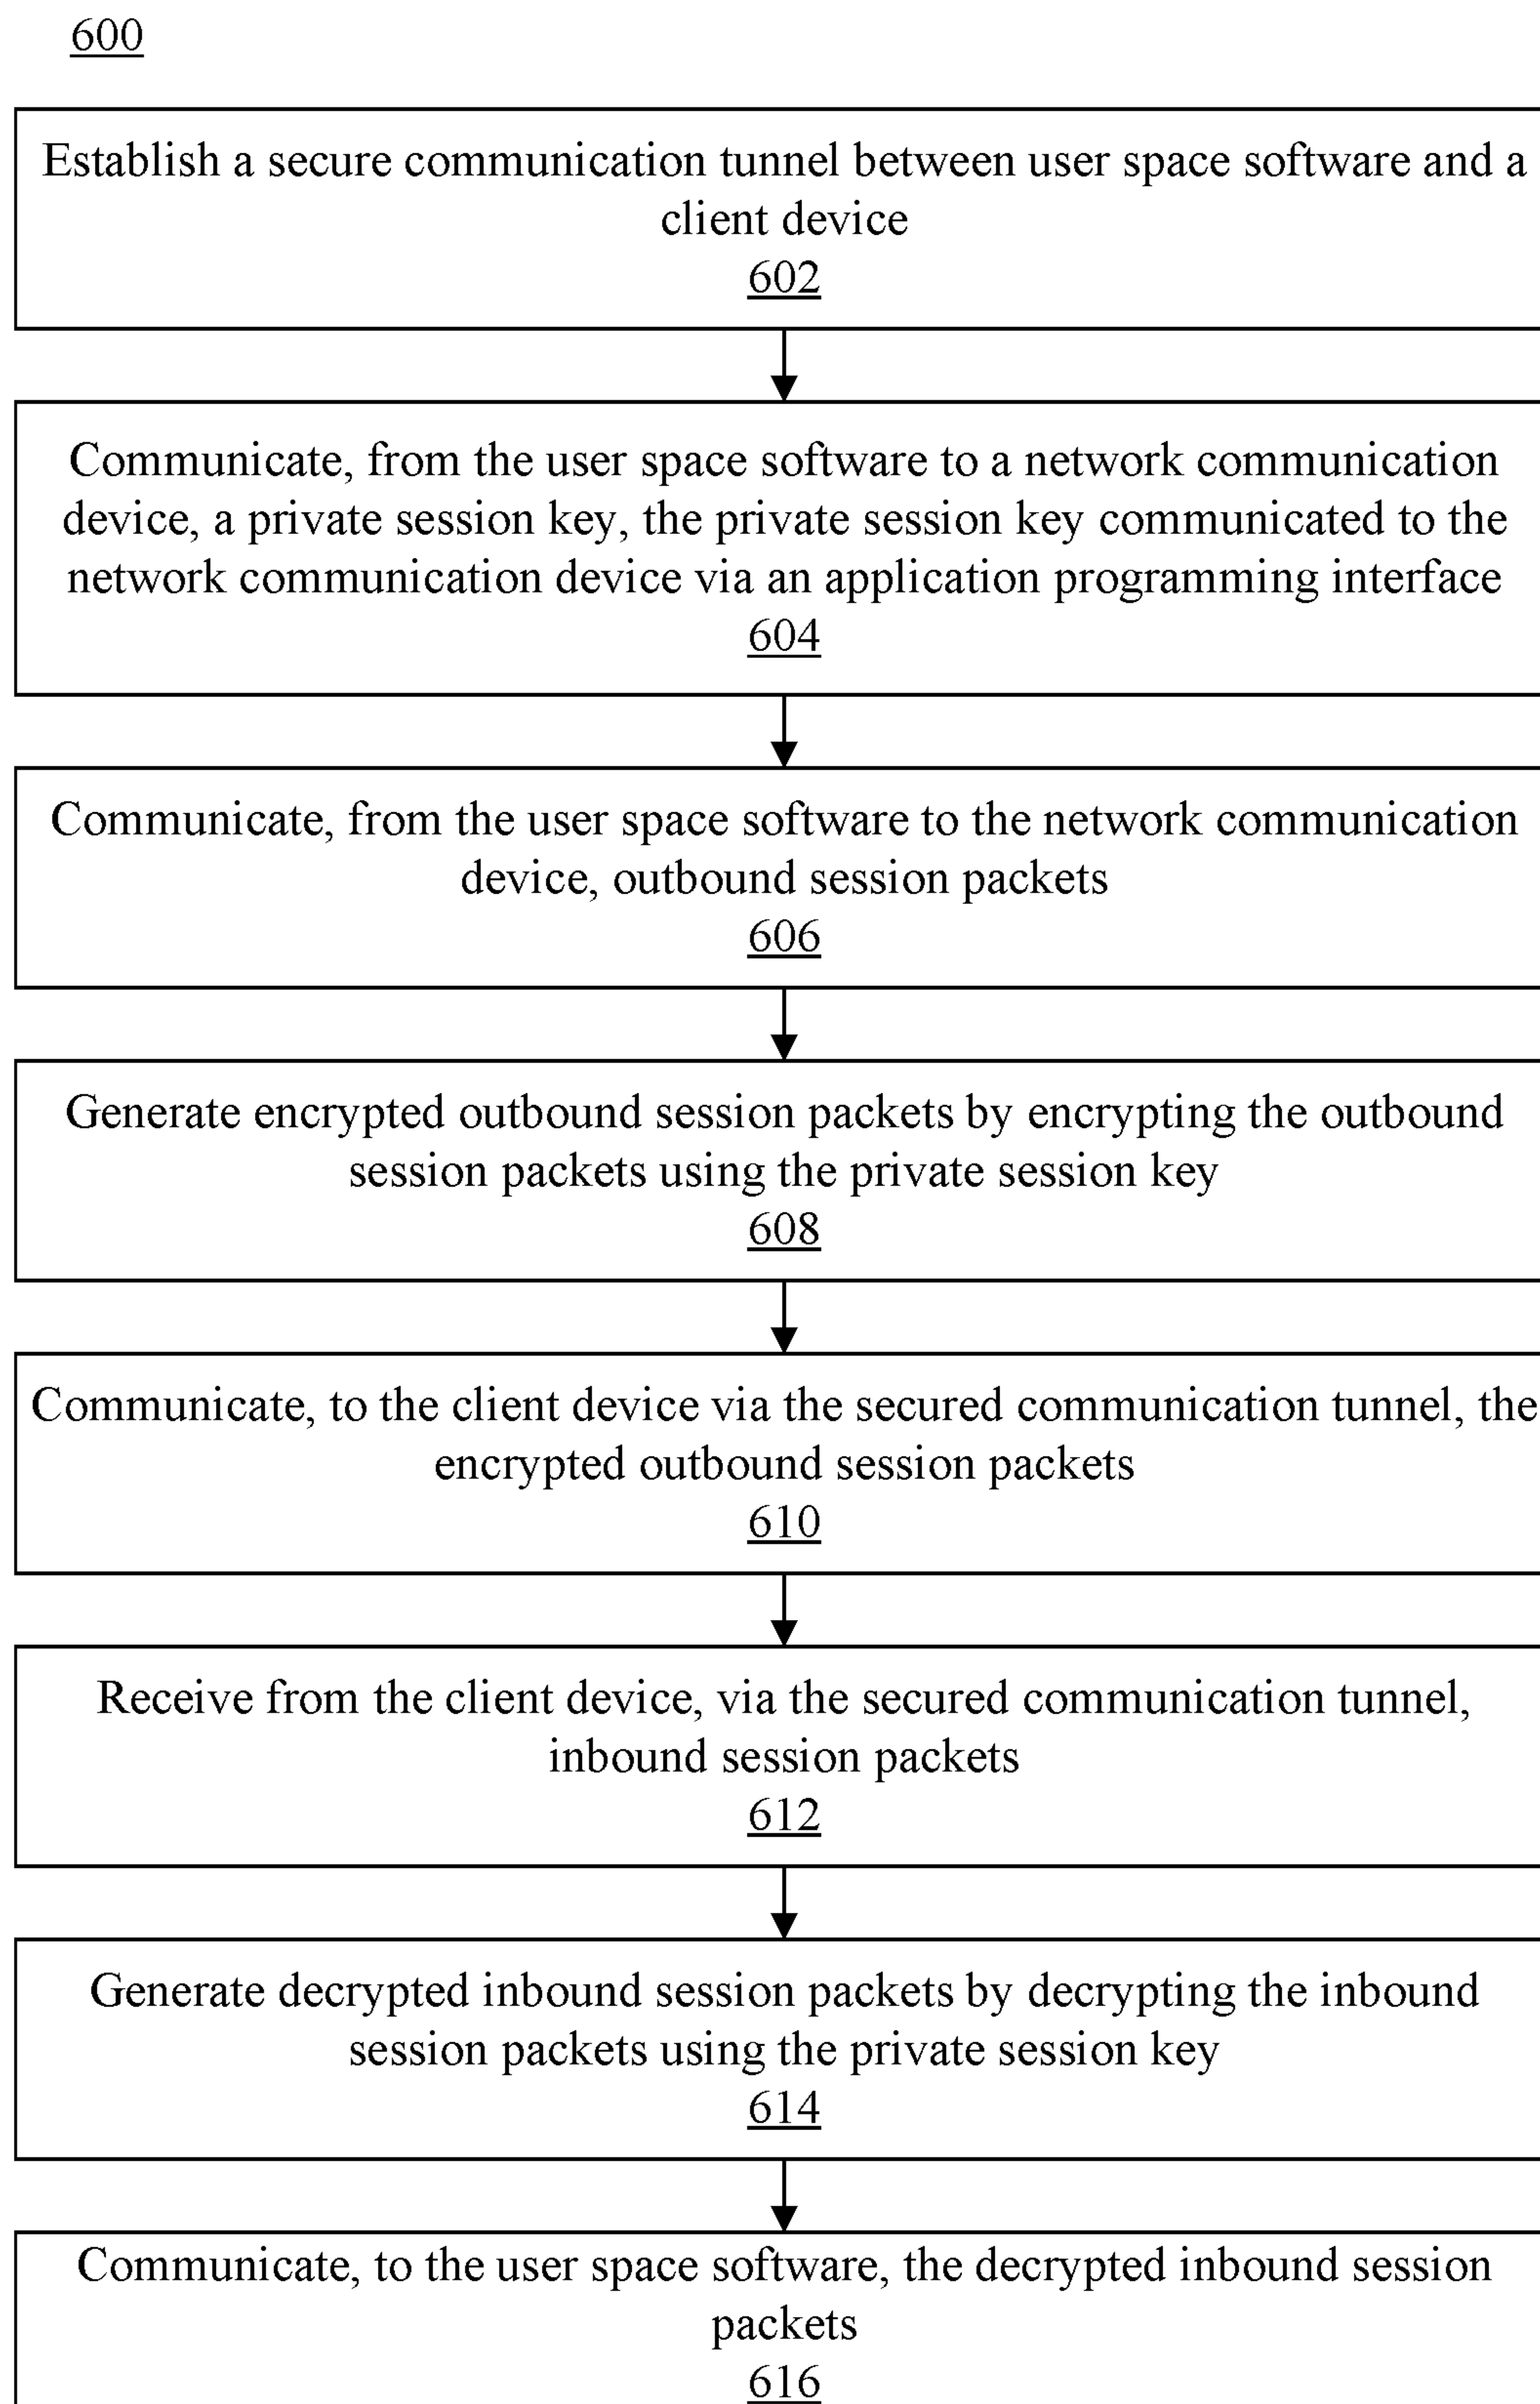 600
Establish a secure communication tunnel between user space software and a
client device
602
Communicate, from the user space software to a network communication
device, a private session key, the private session key communicated to the
network communication device via an application programming interface
604
Communicate, from the user space software to the network communication
device, outbound session packets
606
Generate encrypted outbound session packets by encrypting the outbound
session packets using the private session key
608
Communicate, to the client device via the secured communication tunnel, the
encrypted outbound session packets
610
Receive from the client device, via the secured communication tunnel,
inbound session packets
612
Generate decrypted inbound session packets by decrypting the inbound
session packets using the private session key
614
Communicate, to the user space software, the decrypted inbound session
packets
616